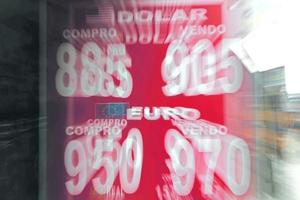 DOLAR
COMPRO VENDO
885 905
EURO
COMPRO VENDO
950 970